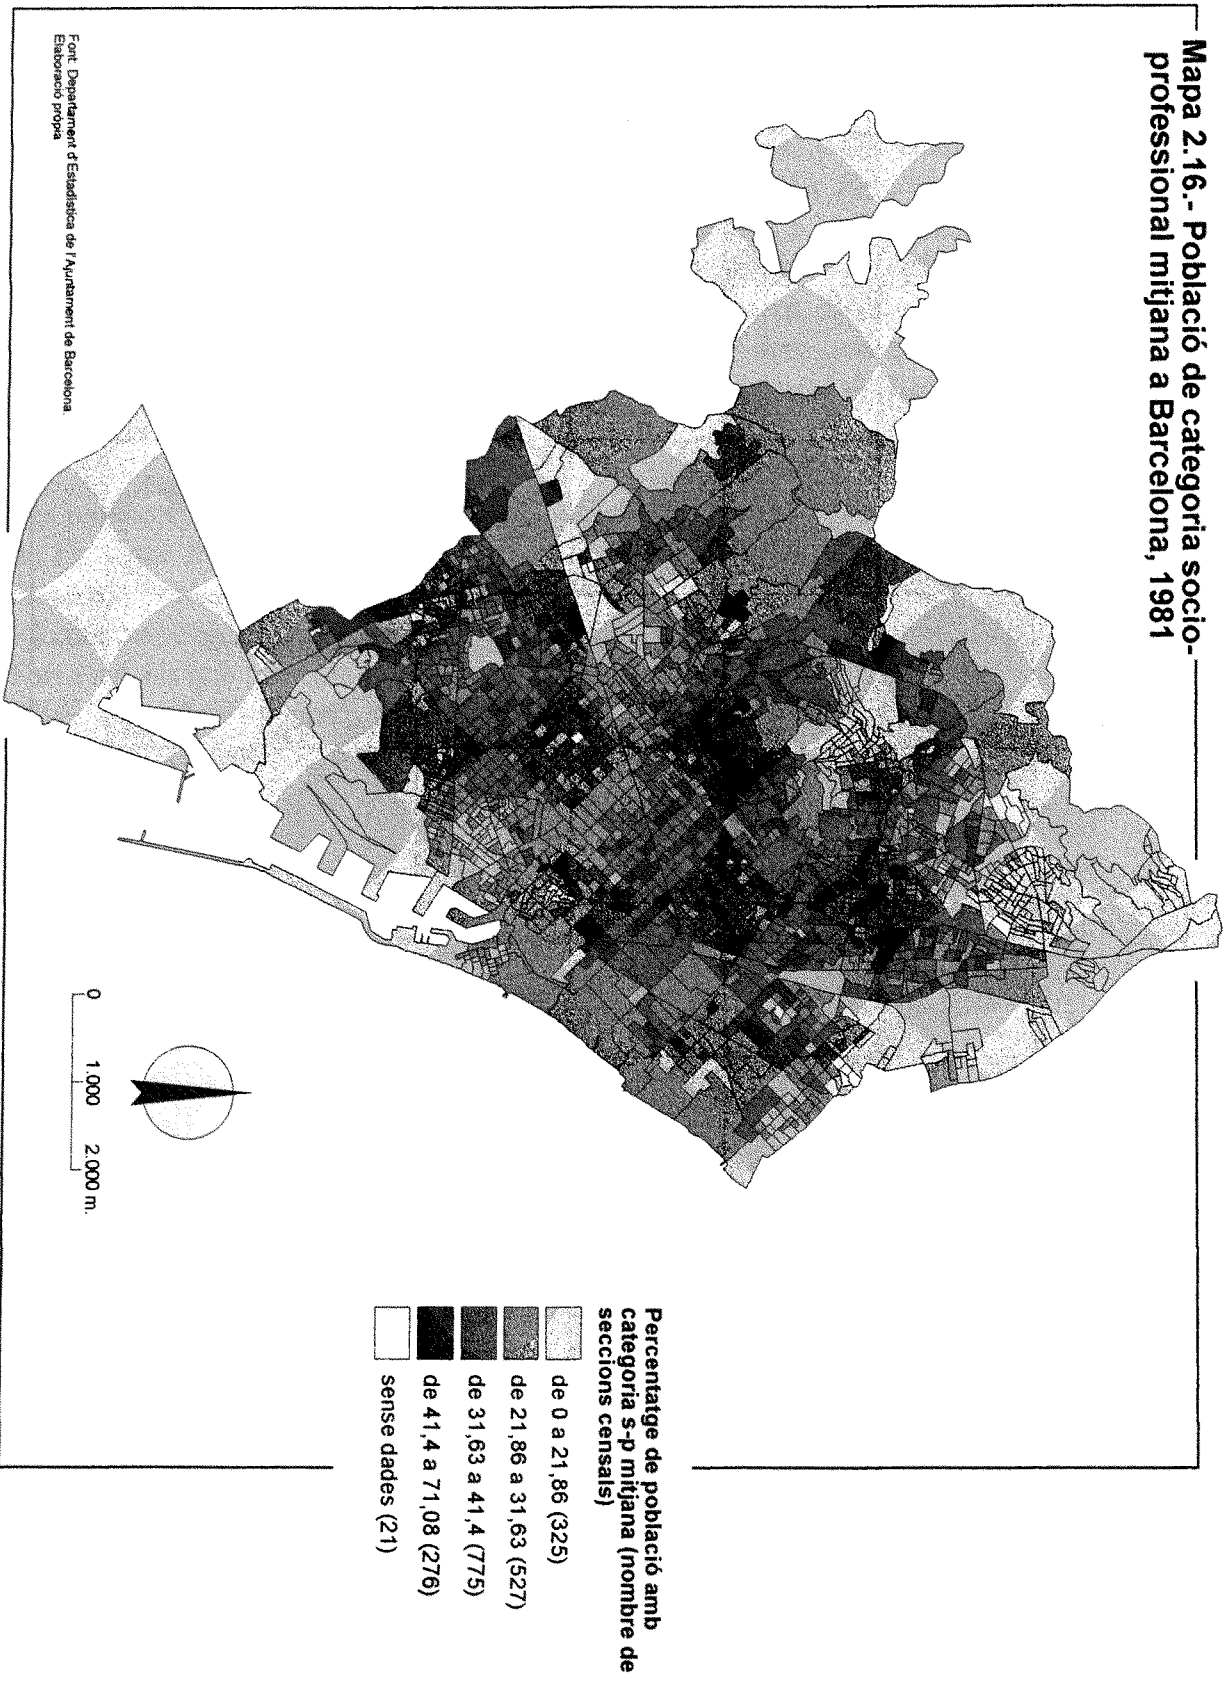 Mapa 2.16.- Població de categoria socio-
professional mitjana a Barcelona, 1981
Percentatge de població amb
categoria s-p mitjana (nombre de
seccions censals)
de 0 a 21,86 (325)
de 21,86 a 31,63 (527)
de 31,63 a 41,4 (775)
de 41,4 a 71,08 (276)
sense dades (21)
0 1.000 2.000 m.
Font: Departament d'Estadística de l'Ajuntament de Barcelona.
Elaboració pròpia